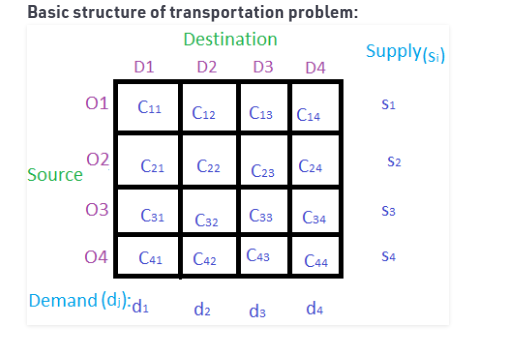 Basic structure of transportation problem:
Destination
Supply(si)
D1 D2 D3 D4
O1 C11 C12 C13 C14 S1
O2 C21 C22 C23 C24 S2
Source
O3 C31 C32 C33 C34 S3
O4 C41 C42 C43 C44 S4
Demand (dj): d1 d2 d3 d4